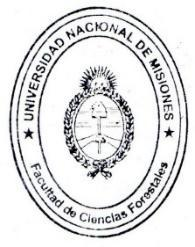 ★ UNIVERSIDAD NACIONAL DE MISIONES ★
Facultad de Ciencias Forestales